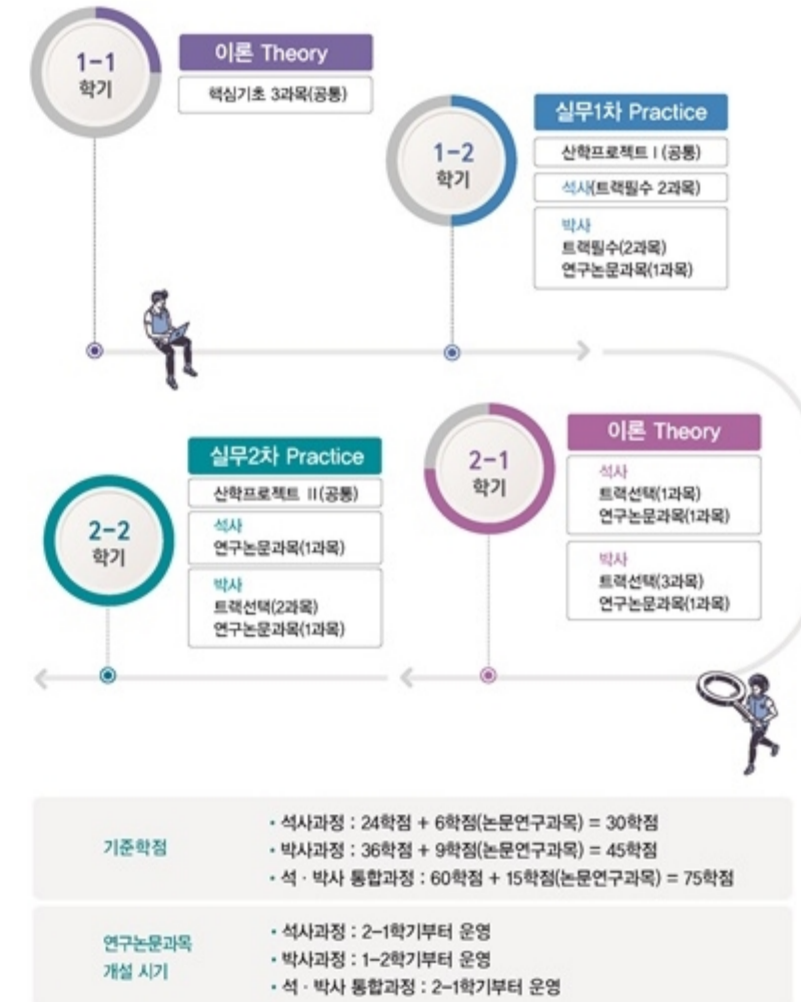 1-1
학기
이론 Theory
핵심기초 3과목(공통)
1-2
학기
실무1차 Practice
산학프로젝트 I (공통)
석사(트랙필수 2과목)
박사
트랙필수(2과목)
연구논문과목(1과목)
2-1
학기
이론 Theory
석사
트랙선택(1과목)
연구논문과목(1과목)
박사
트랙선택(3과목)
연구논문과목(1과목)
2-2
학기
실무2차 Practice
산학프로젝트 II(공통)
석사
연구논문과목(1과목)
박사
트랙선택(2과목)
연구논문과목(1과목)
기준학점
• 석사과정 : 24학점 + 6학점(논문연구과목) = 30학점
• 박사과정 : 36학점 + 9학점(논문연구과목) = 45학점
• 석 · 박사 통합과정 : 60학점 + 15학점(논문연구과목) = 75학점
연구논문과목
개설 시기
• 석사과정 : 2-1학기부터 운영
• 박사과정 : 1-2학기부터 운영
• 석 · 박사 통합과정 : 2-1학기부터 운영